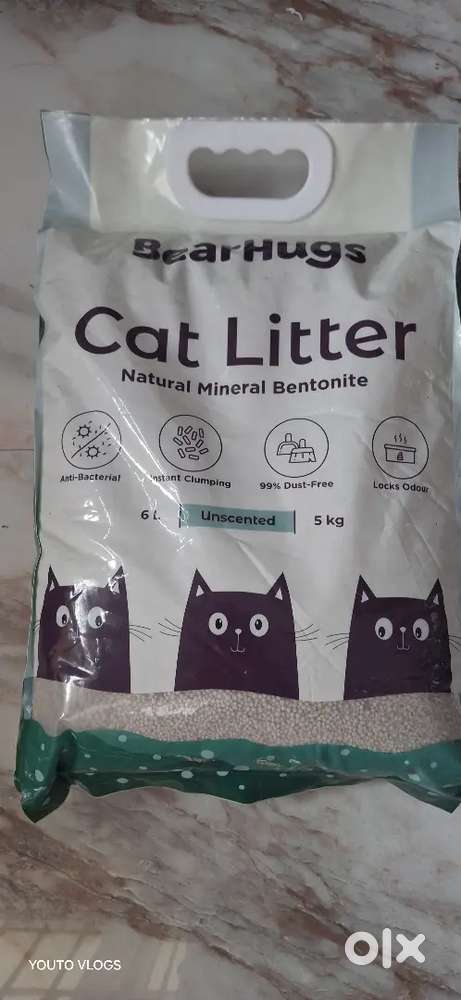 BearHugs
Cat Litter
Natural Mineral Bentonite
Anti-Bacterial
Instant Clumping
99% Dust-Free
Locks Odour
6 L
Unscented
5 kg
YOUTO VLOGS
olx